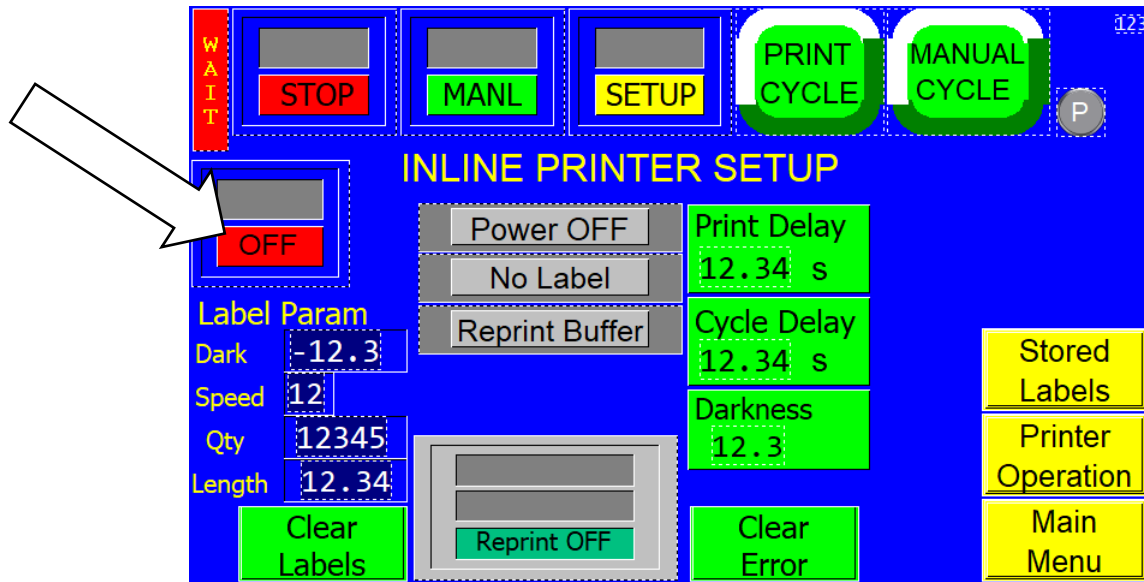 WAIT
STOP
MANL
SETUP
PRINT
CYCLE
MANUAL
CYCLE
123
P
INLINE PRINTER SETUP
OFF
Power OFF
No Label
Reprint Buffer
Print Delay
12.34 s
Cycle Delay
12.34 s
Darkness
12.3
Label Param
Dark -12.3
Speed 12
Qty 12345
Length 12.34
Clear
Labels
Reprint OFF
Clear
Error
Stored
Labels
Printer
Operation
Main
Menu